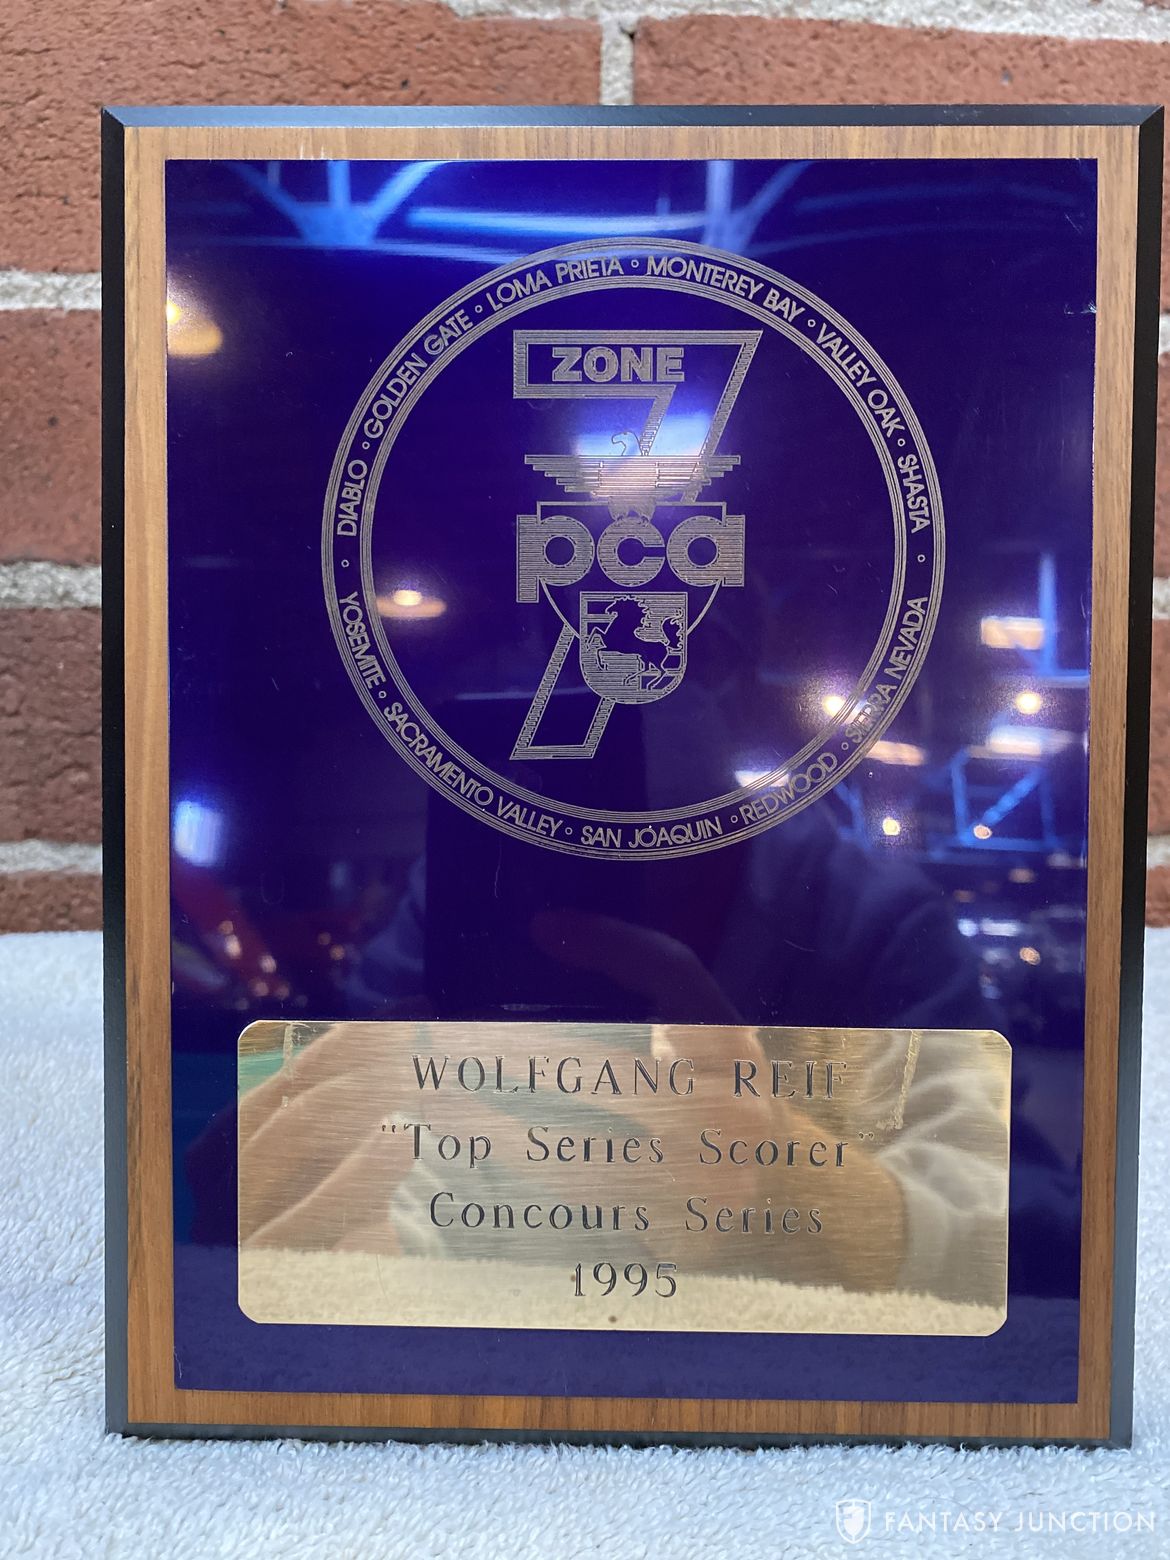 DIABLO ◦ GOLDEN GATE ◦ LOMA PRIETA ◦ MONTEREY BAY ◦ VALLEY OAK ◦ SHASTA ◦
YOSEMITE ◦ SACRAMENTO VALLEY ◦ SAN JOAQUIN ◦ REDWOOD ◦ SIERRA NEVADA
ZONE
7
pca
WOLFGANG REIF
"Top Series Scorer"
Concours Series
1995
FANTASY JUNCTION